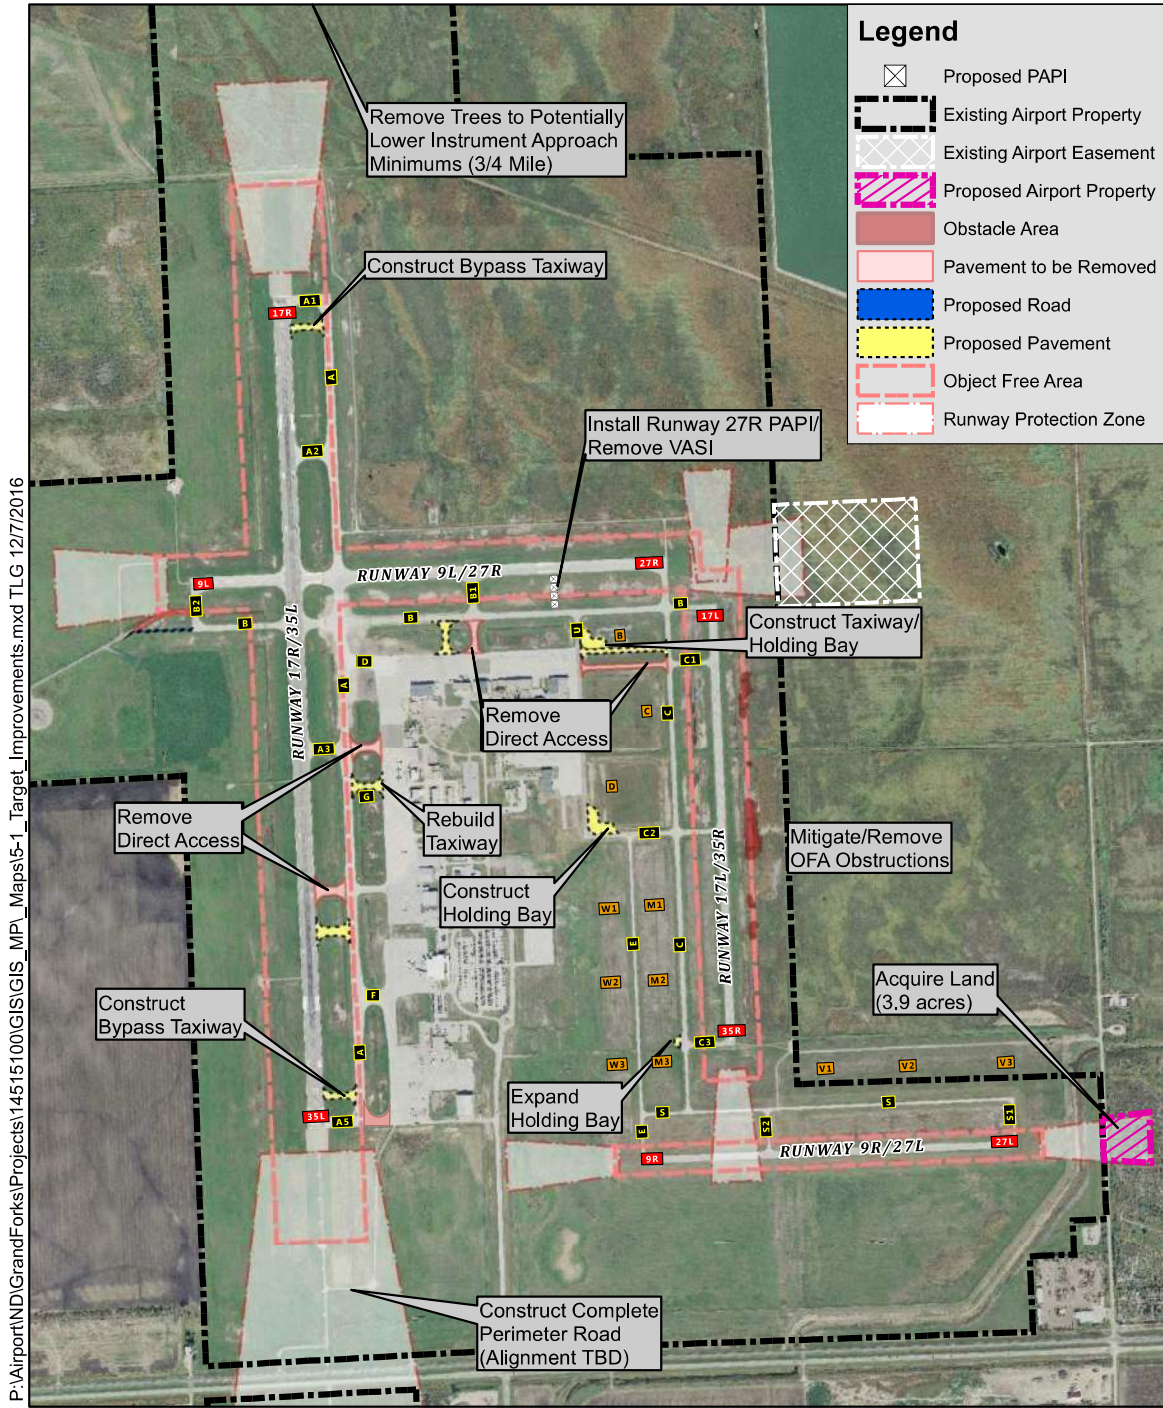 Legend
Proposed PAPI
Existing Airport Property
Existing Airport Easement
Proposed Airport Property
Obstacle Area
Pavement to be Removed
Proposed Road
Proposed Pavement
Object Free Area
Runway Protection Zone
Remove Trees to Potentially
Lower Instrument Approach
Minimums (3/4 Mile)
Construct Bypass Taxiway
A1
17R
A
A2
Install Runway 27R PAPI/
Remove VASI
RUNWAY 9L/27R
27R
9L
B2
B
B1
B
B
17L
U
B
Construct Taxiway/
Holding Bay
RUNWAY 17R/35L
D
A
C1
C
C
Remove
Direct Access
A3
G
D
Remove
Direct Access
Rebuild
Taxiway
C2
Mitigate/Remove
OFA Obstructions
Construct
Holding Bay
RUNWAY 17L/35R
W1
M1
E
C
W2
M2
Acquire Land
(3.9 acres)
Construct
Bypass Taxiway
F
A
35R
C3
W3
M3
V1
V2
V3
Expand
Holding Bay
35L
A5
S
S
S1
S2
E
9R
RUNWAY 9R/27L
27L
Construct Complete
Perimeter Road
(Alignment TBD)
P:\Airport\ND\GrandForks\Projects\14515100\GIS\GIS_MP\_Maps\5-1_Target_Improvements.mxd TLG 12/7/2016